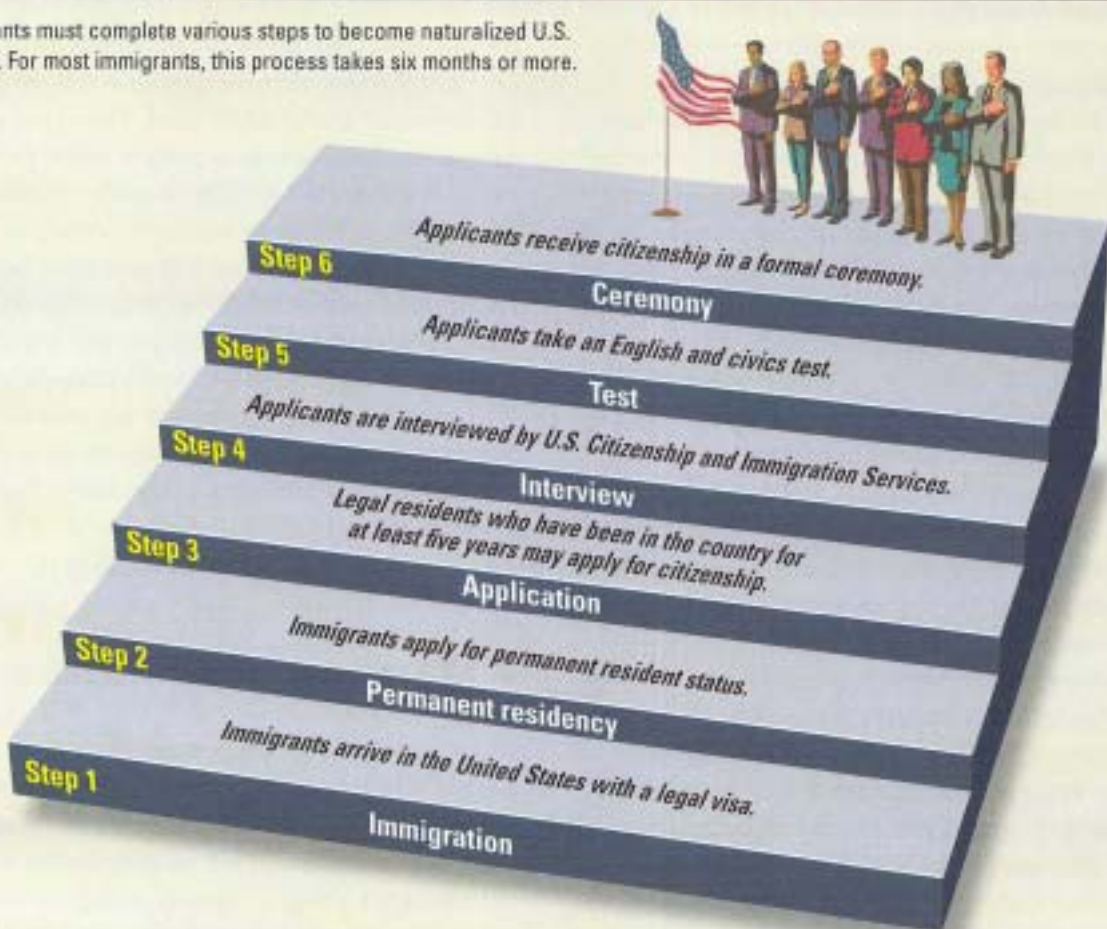 ants must complete various steps to become naturalized U.S.
. For most immigrants, this process takes six months or more.
Applicants receive citizenship in a formal ceremony.
Step 6
Ceremony
Applicants take an English and civics test.
Step 5
Test
Applicants are interviewed by U.S. Citizenship and Immigration Services.
Step 4
Interview
Legal residents who have been in the country for
at least five years may apply for citizenship.
Step 3
Application
Immigrants apply for permanent resident status.
Step 2
Permanent residency
Immigrants arrive in the United States with a legal visa.
Step 1
Immigration